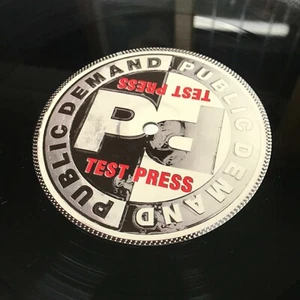 PUBLIC DEMAND PUBLIC DEMAND
TEST PRESS
PD
TEST PRESS